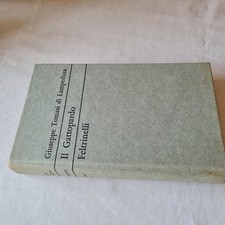 Giuseppe Tomasi di Lampedusa
Il Gattopardo
Feltrinelli